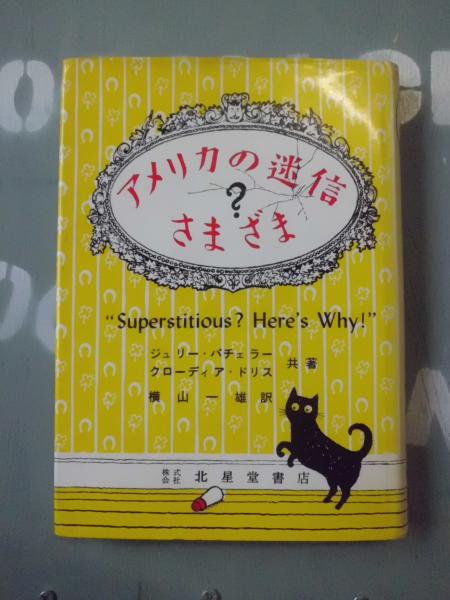 アメリカの迷信
?
さまざま
"Superstitious? Here's Why!"
ジュリー・バチェラー
クローディア・ドリス
共著
横山一雄訳
株式会社 北星堂書店